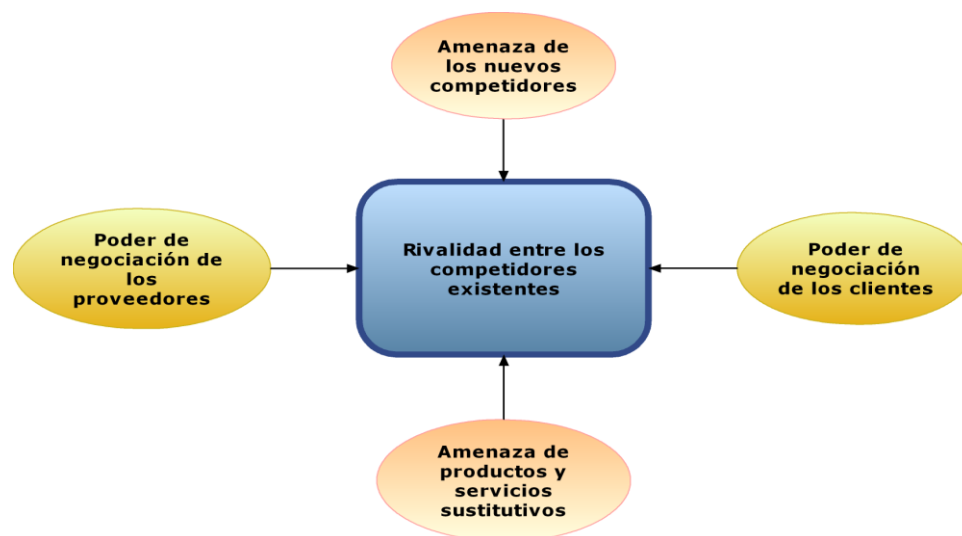 Amenaza de
los nuevos
competidores
Poder de
negociación de
los
proveedores
Rivalidad entre los
competidores
existentes
Poder de
negociación
de los clientes
Amenaza de
productos y
servicios
sustitutivos